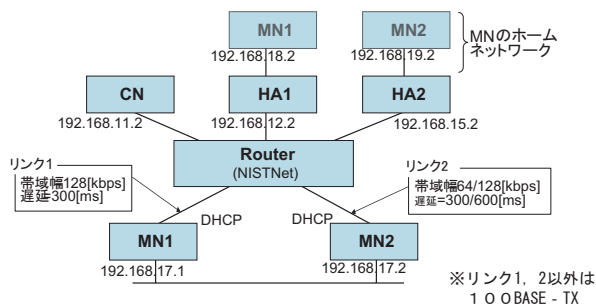 MN1
MN2
MNのホーム
ネットワーク
192.168.18.2
192.168.19.2
CN
HA1
HA2
192.168.11.2
192.168.12.2
192.168.15.2
Router
(NISTNet)
リンク1
帯域幅128[kbps]
遅延=300[ms]
リンク2
帯域幅64/128[kbps]
遅延=300/600[ms]
DHCP
DHCP
MN1
MN2
192.168.17.1
192.168.17.2
※リンク1, 2以外は
100BASE-TX